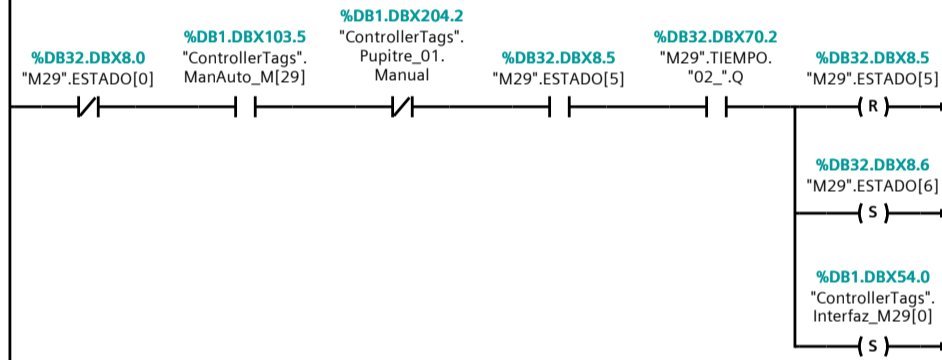 %DB32.DBX8.0
"M29".ESTADO[0]
%DB1.DBX103.5
"ControllerTags".
ManAuto_M[29]
%DB1.DBX204.2
"ControllerTags".
Pupitre_01.
Manual
%DB32.DBX8.5
"M29".ESTADO[5]
%DB32.DBX70.2
"M29".TIEMPO.
"02_".Q
%DB32.DBX8.5
"M29".ESTADO[5]
R
%DB32.DBX8.6
"M29".ESTADO[6]
S
%DB1.DBX54.0
"ControllerTags".
Interfaz_M29[0]
S